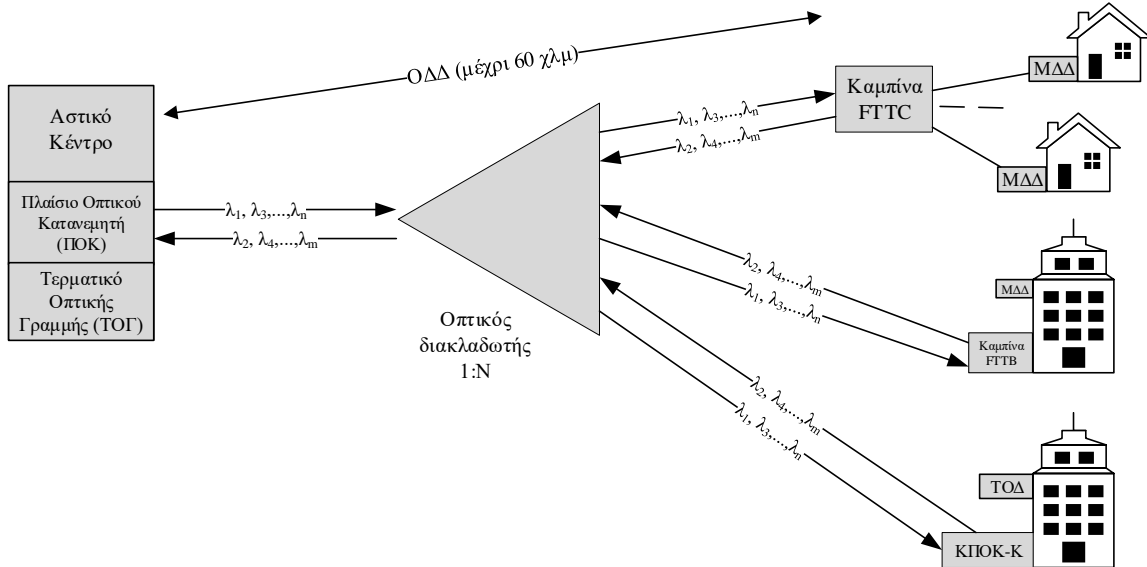 Αστικό
Κέντρο
Πλαίσιο Οπτικού
Κατανεμητή
(ΠΟΚ)
Τερματικό
Οπτικής
Γραμμής (ΤΟΓ)
ΟΔΔ (μέχρι 60 χλμ)
λ1, λ3,...,λn
λ2, λ4,...,λm
Οπτικός
διακλαδωτής
1:N
λ1, λ3,...,λn
λ2, λ4,...,λm
Καμπίνα
FTTC
ΜΔΔ
ΜΔΔ
λ2, λ4,...,λm
λ1, λ3,...,λn
ΜΔΔ
Καμπίνα
FTTB
λ2, λ4,...,λm
λ1, λ3,...,λn
ΤΟΔ
ΚΠΟΚ-Κ